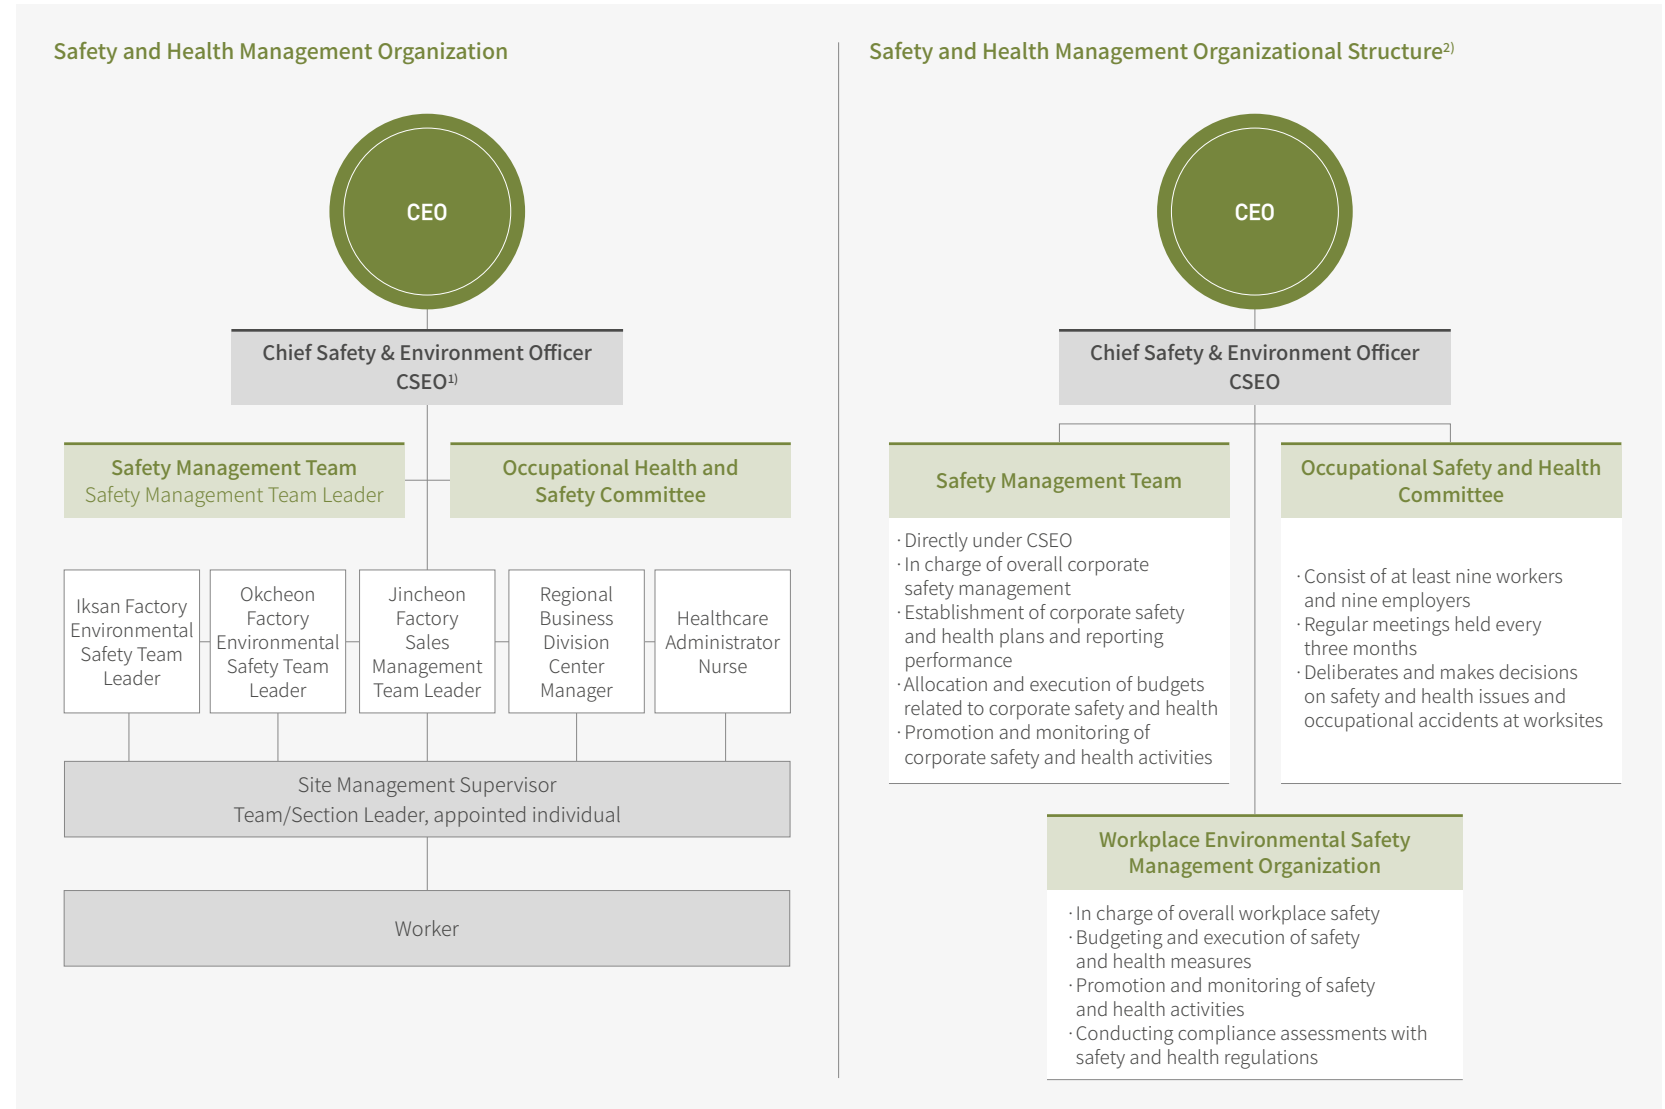 Safety and Health Management Organization
CEO
Chief Safety & Environment Officer
CSEO1)
Safety Management Team
Safety Management Team Leader
Occupational Health and
Safety Committee
Iksan Factory
Environmental
Safety Team
Leader
Okcheon
Factory
Environmental
Safety Team
Leader
Jincheon
Factory
Sales
Management
Team Leader
Regional
Business
Division
Center
Manager
Healthcare
Administrator
Nurse
Site Management Supervisor
Team/Section Leader, appointed individual
Worker
Safety and Health Management Organizational Structure2)
CEO
Chief Safety & Environment Officer
CSEO
Safety Management Team
· Directly under CSEO
· In charge of overall corporate
safety management
· Establishment of corporate safety
and health plans and reporting
performance
· Allocation and execution of budgets
related to corporate safety and health
· Promotion and monitoring of
corporate safety and health activities
Occupational Safety and Health
Committee
· Consist of at least nine workers
and nine employers
· Regular meetings held every
three months
· Deliberates and makes decisions
on safety and health issues and
occupational accidents at worksites
Workplace Environmental Safety
Management Organization
· In charge of overall workplace safety
· Budgeting and execution of safety
and health measures
· Promotion and monitoring of safety
and health activities
· Conducting compliance assessments with
safety and health regulations